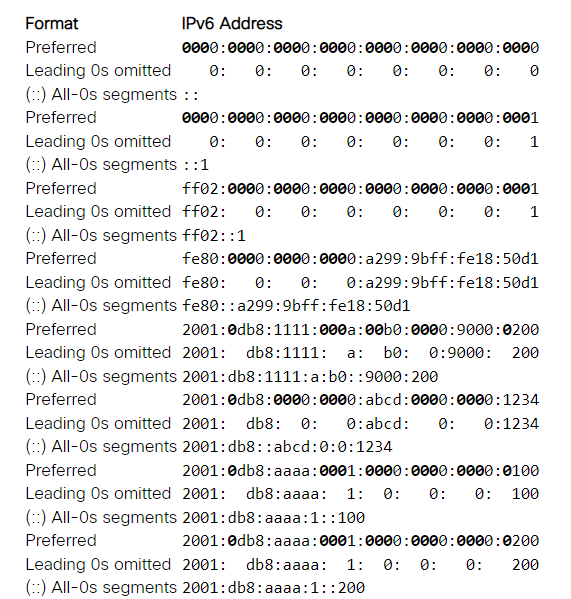 Format IPv6 Address
Preferred 0000:0000:0000:0000:0000:0000:0000:0000
Leading 0s omitted 0: 0: 0: 0: 0: 0: 0: 0
(::) All-0s segments ::
Preferred 0000:0000:0000:0000:0000:0000:0000:0001
Leading 0s omitted 0: 0: 0: 0: 0: 0: 0: 1
(::) All-0s segments ::1
Preferred ff02:0000:0000:0000:0000:0000:0000:0001
Leading 0s omitted ff02: 0: 0: 0: 0: 0: 0: 1
(::) All-0s segments ff02::1
Preferred fe80:0000:0000:0000:a299:9bff:fe18:50d1
Leading 0s omitted fe80: 0: 0: 0:a299:9bff:fe18:50d1
(::) All-0s segments fe80::a299:9bff:fe18:50d1
Preferred 2001:0db8:1111:000a:00b0:0000:9000:0200
Leading 0s omitted 2001: db8:1111: a: b0: 0:9000: 200
(::) All-0s segments 2001:db8:1111:a:b0::9000:200
Preferred 2001:0db8:0000:0000:abcd:0000:0000:1234
Leading 0s omitted 2001: db8: 0: 0:abcd: 0: 0:1234
(::) All-0s segments 2001:db8::abcd:0:0:1234
Preferred 2001:0db8:aaaa:0001:0000:0000:0000:0100
Leading 0s omitted 2001: db8:aaaa: 1: 0: 0: 0: 100
(::) All-0s segments 2001:db8:aaaa:1::100
Preferred 2001:0db8:aaaa:0001:0000:0000:0000:0200
Leading 0s omitted 2001: db8:aaaa: 1: 0: 0: 0: 200
(::) All-0s segments 2001:db8:aaaa:1::200